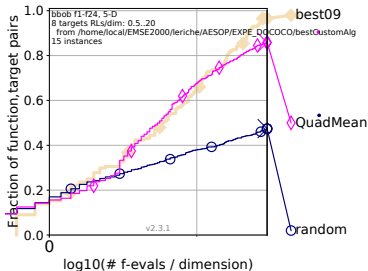 bbob f1-f24, 5-D
8 targets RLs/dim: 0.5..20
from /home/local/EMSE2000/leriche/AESOP/EXPE_DOCOCO/bestCustomAlg
15 instances
1.0
0.8
0.6
0.4
0.2
0.0
Fraction of function,target pairs
best09
QuadMean
random
v2.3.1
0
log10(# f-evals / dimension)